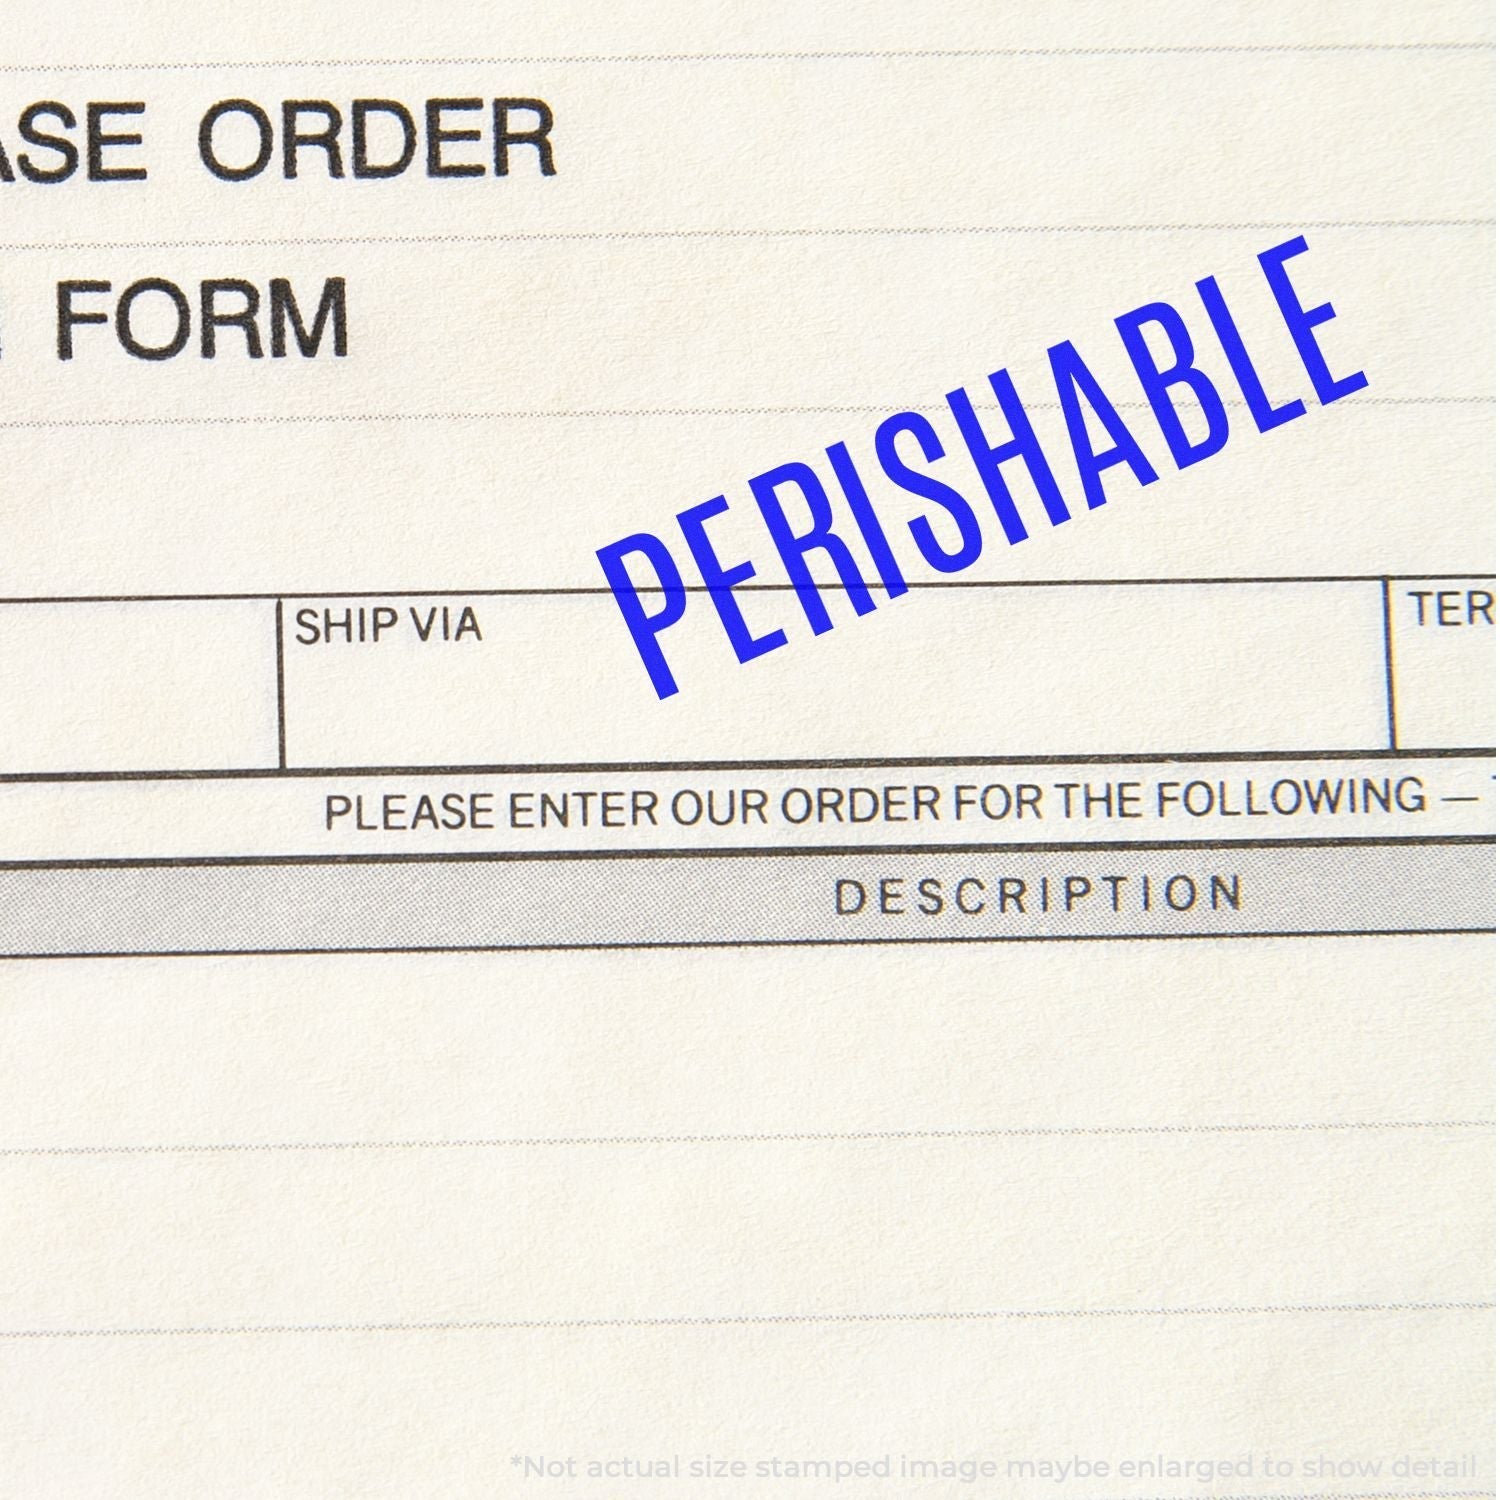 ASE ORDER
FORM
PERISHABLE
SHIP VIA
TER
PLEASE ENTER OUR ORDER FOR THE FOLLOWING —
DESCRIPTION
*Not actual size stamped image maybe enlarged to show detail